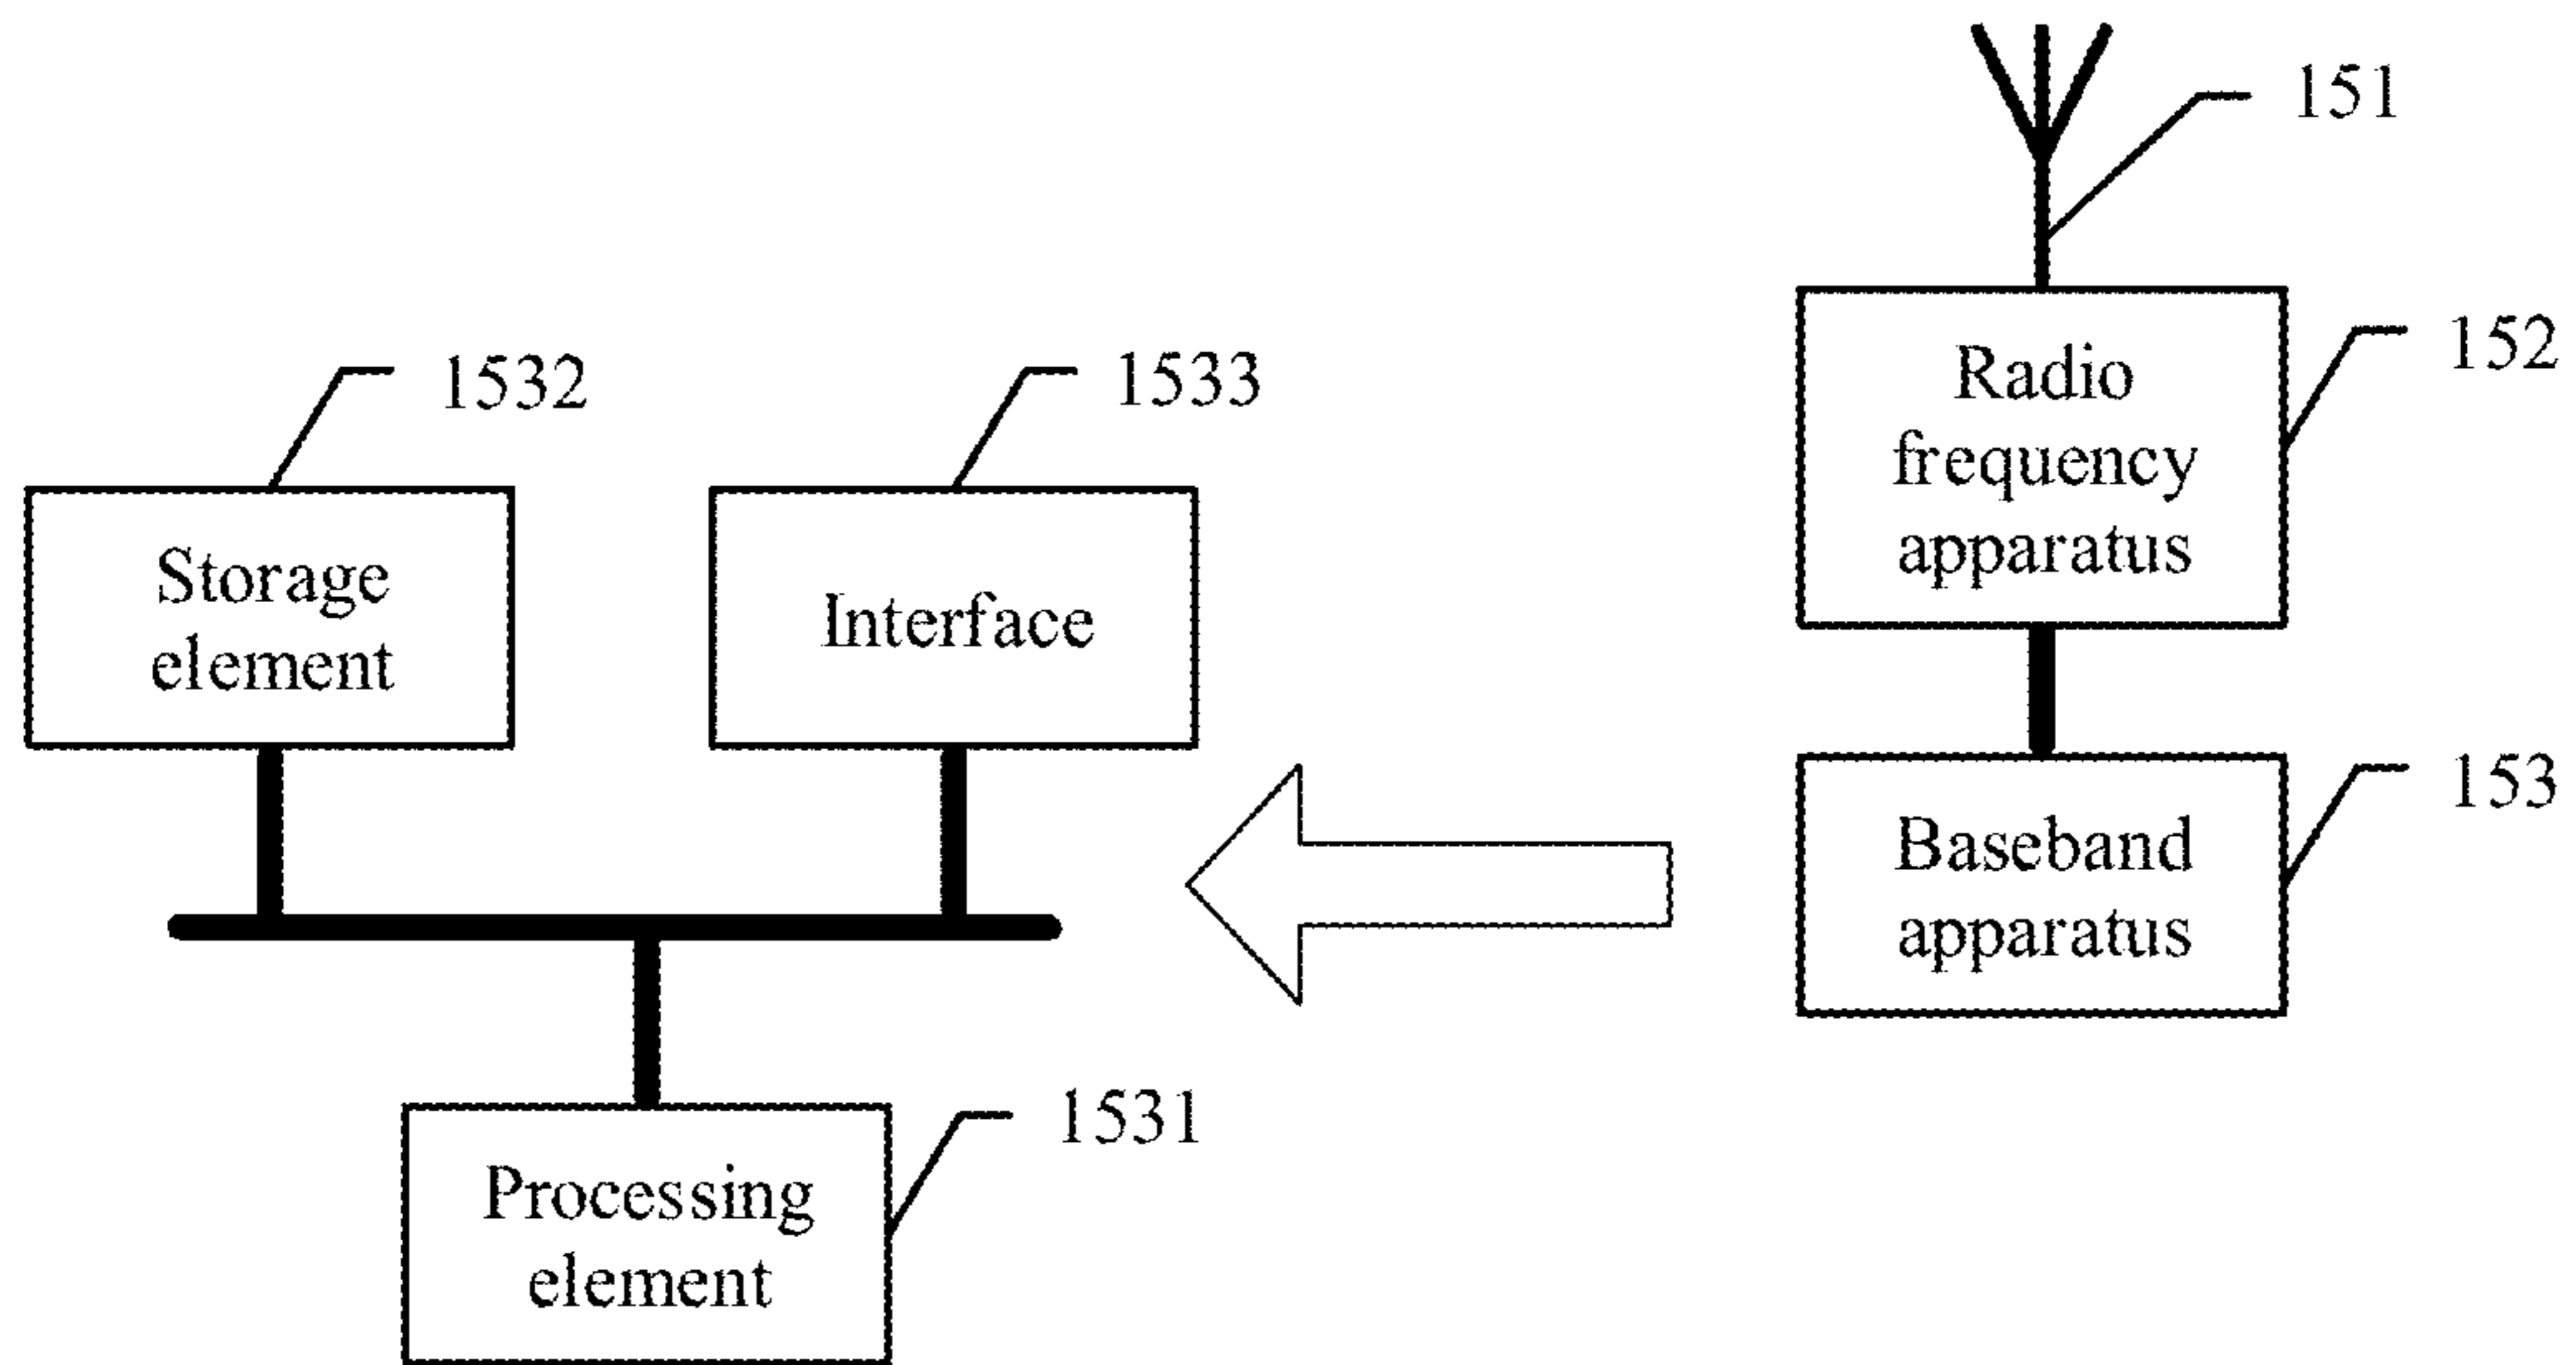 151
152
Radio
frequency
apparatus
1532
1533
Storage
element
Interface
153
Baseband
apparatus
1531
Processing
element